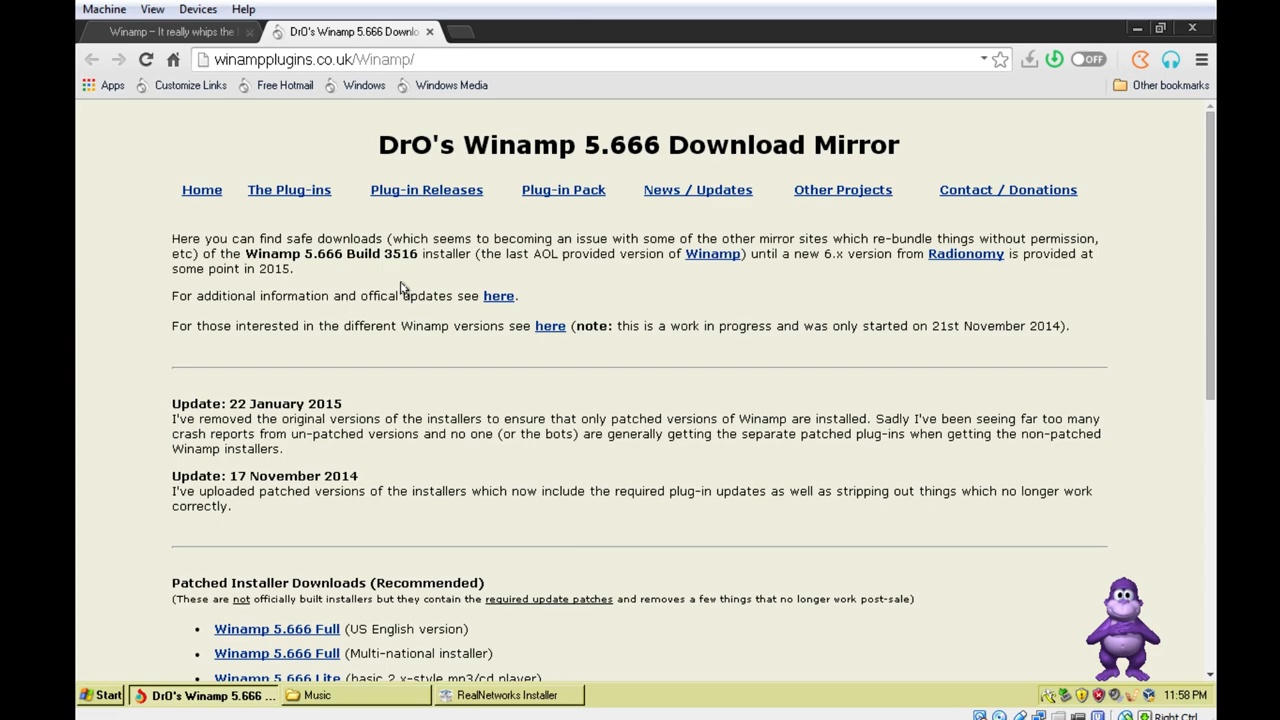 Machine View Devices Help
Winamp – It really whips the
DrO's Winamp 5.666 Downlo
winampplugins.co.uk/Winamp/
OFF
Apps Customize Links Free Hotmail Windows Windows Media Other bookmarks
DrO's Winamp 5.666 Download Mirror
Home The Plug-ins Plug-in Releases Plug-in Pack News / Updates Other Projects Contact / Donations
Here you can find safe downloads (which seems to becoming an issue with some of the other mirror sites which re-bundle things without permission,
etc) of the Winamp 5.666 Build 3516 installer (the last AOL provided version of Winamp) until a new 6.x version from Radionomy is provided at
some point in 2015.
For additional information and offical updates see here.
For those interested in the different Winamp versions see here (note: this is a work in progress and was only started on 21st November 2014).
Update: 22 January 2015
I've removed the original versions of the installers to ensure that only patched versions of Winamp are installed. Sadly I've been seeing far too many
crash reports from un-patched versions and no one (or the bots) are generally getting the separate patched plug-ins when getting the non-patched
Winamp installers.
Update: 17 November 2014
I've uploaded patched versions of the installers which now include the required plug-in updates as well as stripping out things which no longer work
correctly.
Patched Installer Downloads (Recommended)
(These are not officially built installers but they contain the required update patches and removes a few things that no longer work post-sale)
• Winamp 5.666 Full (US English version)
• Winamp 5.666 Full (Multi-national installer)
Winamp 5.666 Lite (basic 2.x-style mp3/cd player)
Start DrO's Winamp 5.666 ... Music RealNetworks Installer 11:58 PM
Right Ctrl